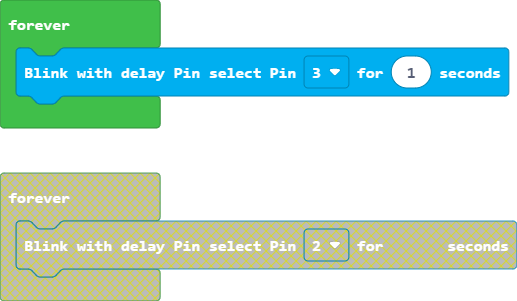 forever
Blink with delay Pin select Pin 3 for 1 seconds
forever
Blink with delay Pin select Pin 2 for seconds